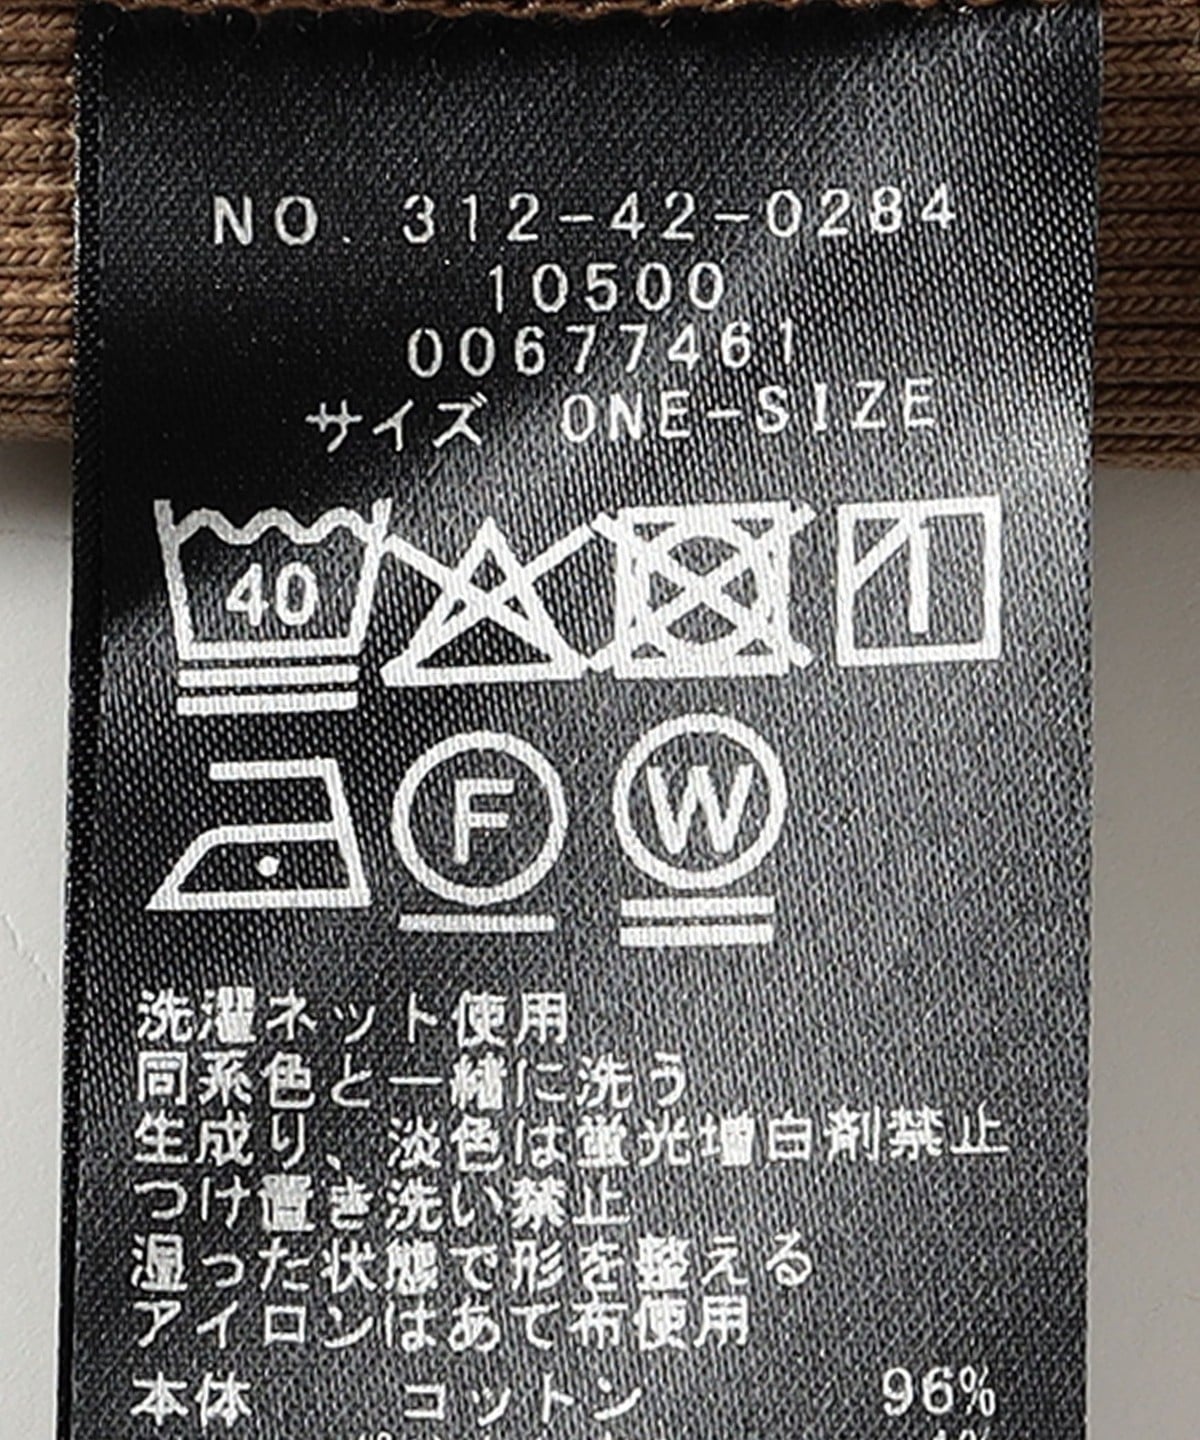 NO. 312-42-0284
10500
00677461
サイズ ONE-SIZE
40
F W
洗濯ネット使用
同系色と一緒に洗う
生成り、淡色は蛍光増白剤禁止
つけ置き洗い禁止
湿った状態で形を整える
アイロンはあて布使用
本体 コットン 96%